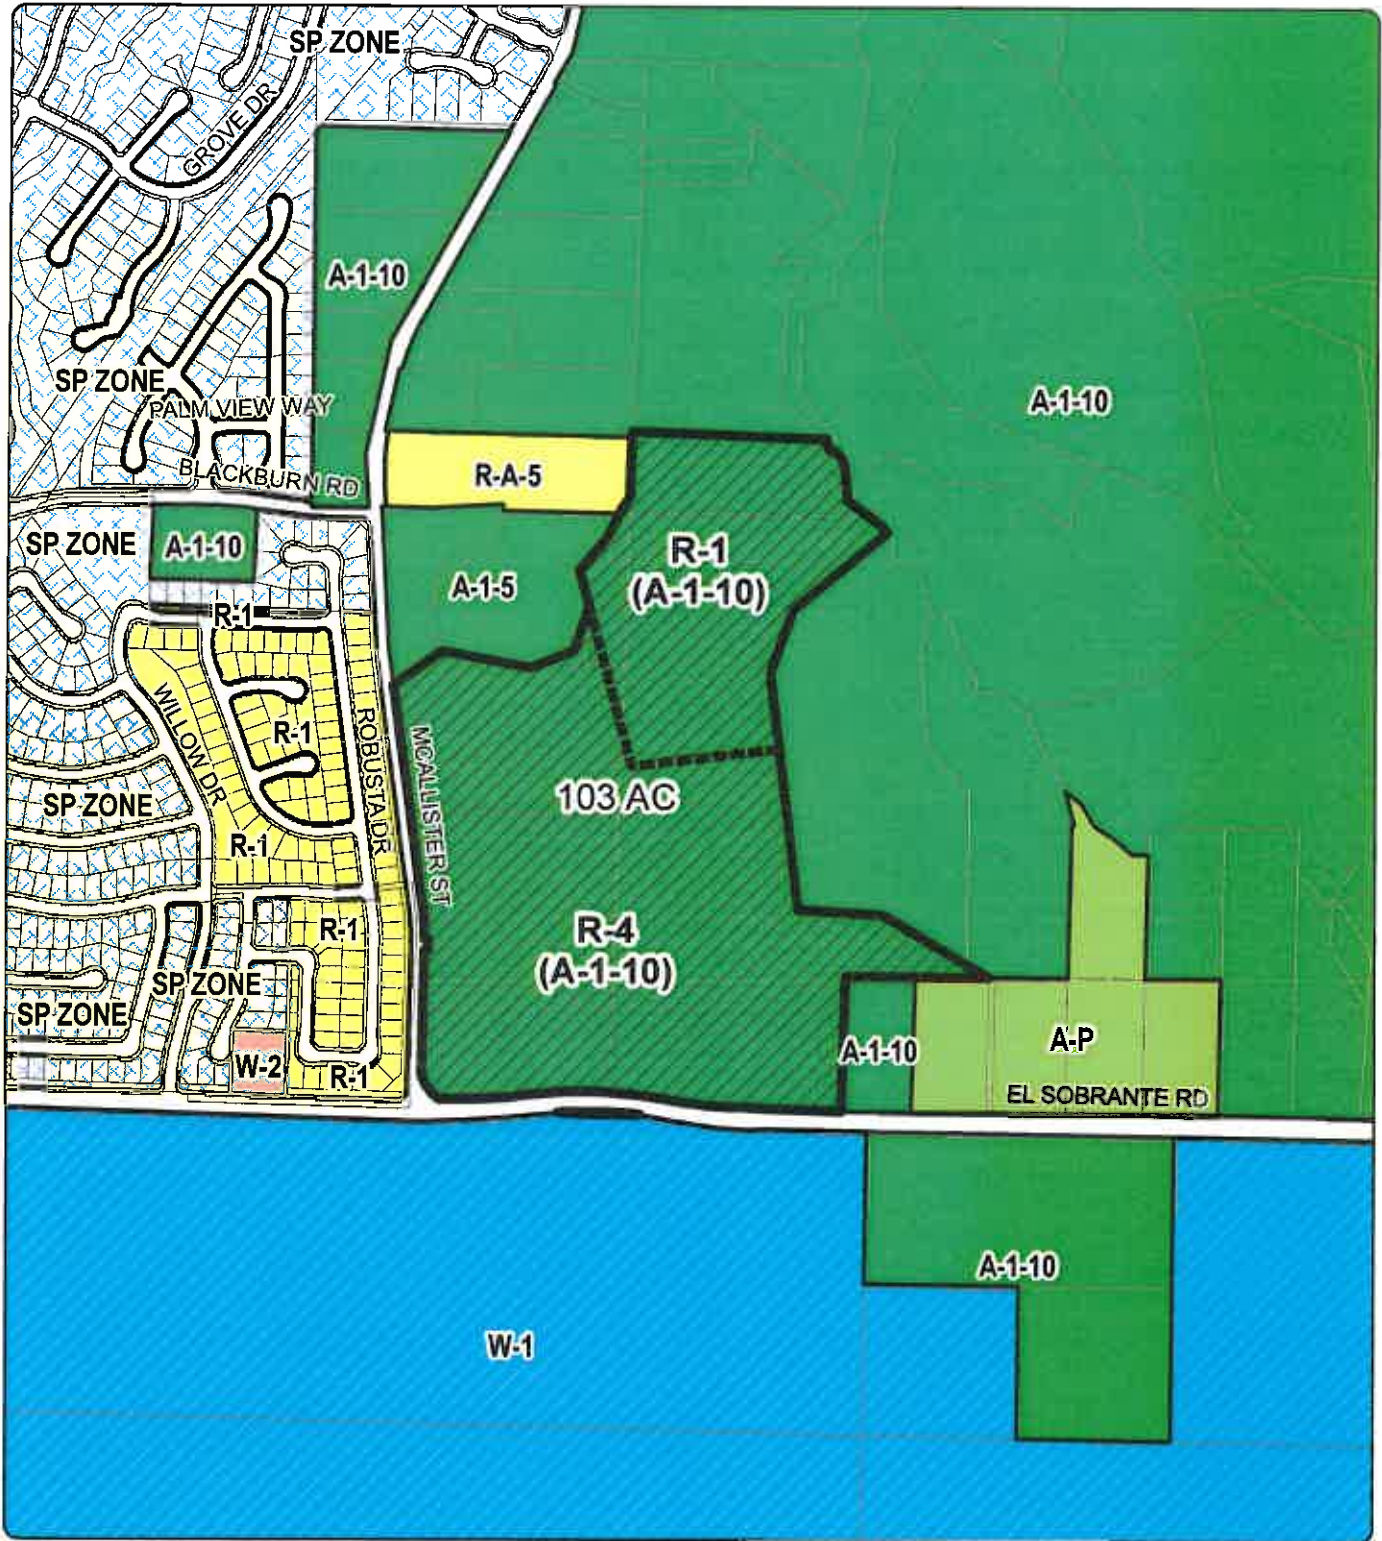 SP ZONE
GROVE DR
A-1-10
SP ZONE
PALM VIEW WAY
A-1-10
BLACKBURN RD
R-A-5
SP ZONE
A-1-10
R-1
(A-1-10)
A-1-5
R-1
WILLOW DR
R-1
ROBUSTA DR
MCALLISTER ST
SP ZONE
103 AC
R-1
R-1
R-4
(A-1-10)
SP ZONE
SP ZONE
W-2
R-1
A-1-10
A-P
EL SOBRANTE RD
A-1-10
W-1